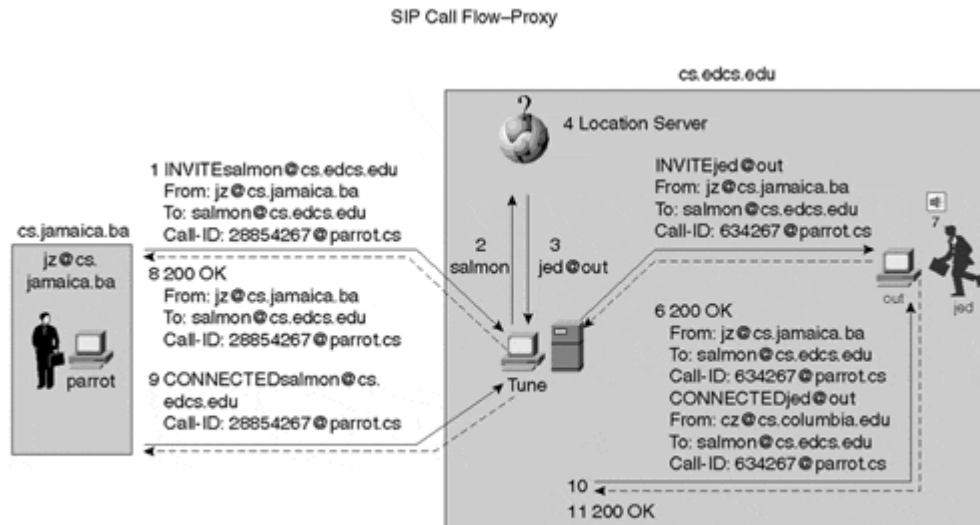 SIP Call Flow–Proxy
cs.edcs.edu
?
4 Location Server
1 INVITEsalmon@cs.edcs.edu
From: jz@cs.jamaica.ba
To: salmon@cs.edcs.edu
Call-ID: 28854267@parrot.cs
cs.jamaica.ba
jz@cs.
jamaica.ba
parrot
8 200 OK
From: jz@cs.jamaica.ba
To: salmon@cs.edcs.edu
Call-ID: 28854267@parrot.cs
9 CONNECTEDsalmon@cs.
edcs.edu
Call-ID: 28854267@parrot.cs
2
salmon
3
jed@out
Tune
INVITEjed@out
From: jz@cs.jamaica.ba
To: salmon@cs.edcs.edu
Call-ID: 634267@parrot.cs
7
out
jed
6 200 OK
From: jz@cs.jamaica.ba
To: salmon@cs.edcs.edu
Call-ID: 634267@parrot.cs
CONNECTEDjed@out
From: cz@cs.columbia.edu
To: salmon@cs.edcs.edu
Call-ID: 634267@parrot.cs
10
11 200 OK